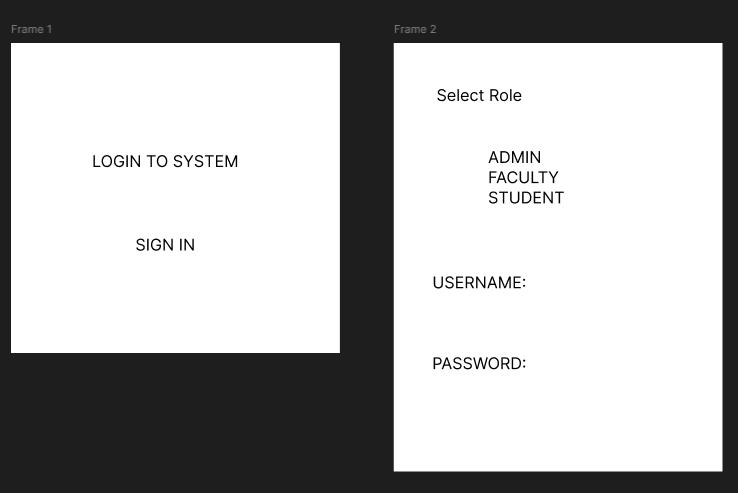 Frame 1
LOGIN TO SYSTEM
SIGN IN
Frame 2
Select Role
ADMIN
FACULTY
STUDENT
USERNAME:
PASSWORD: